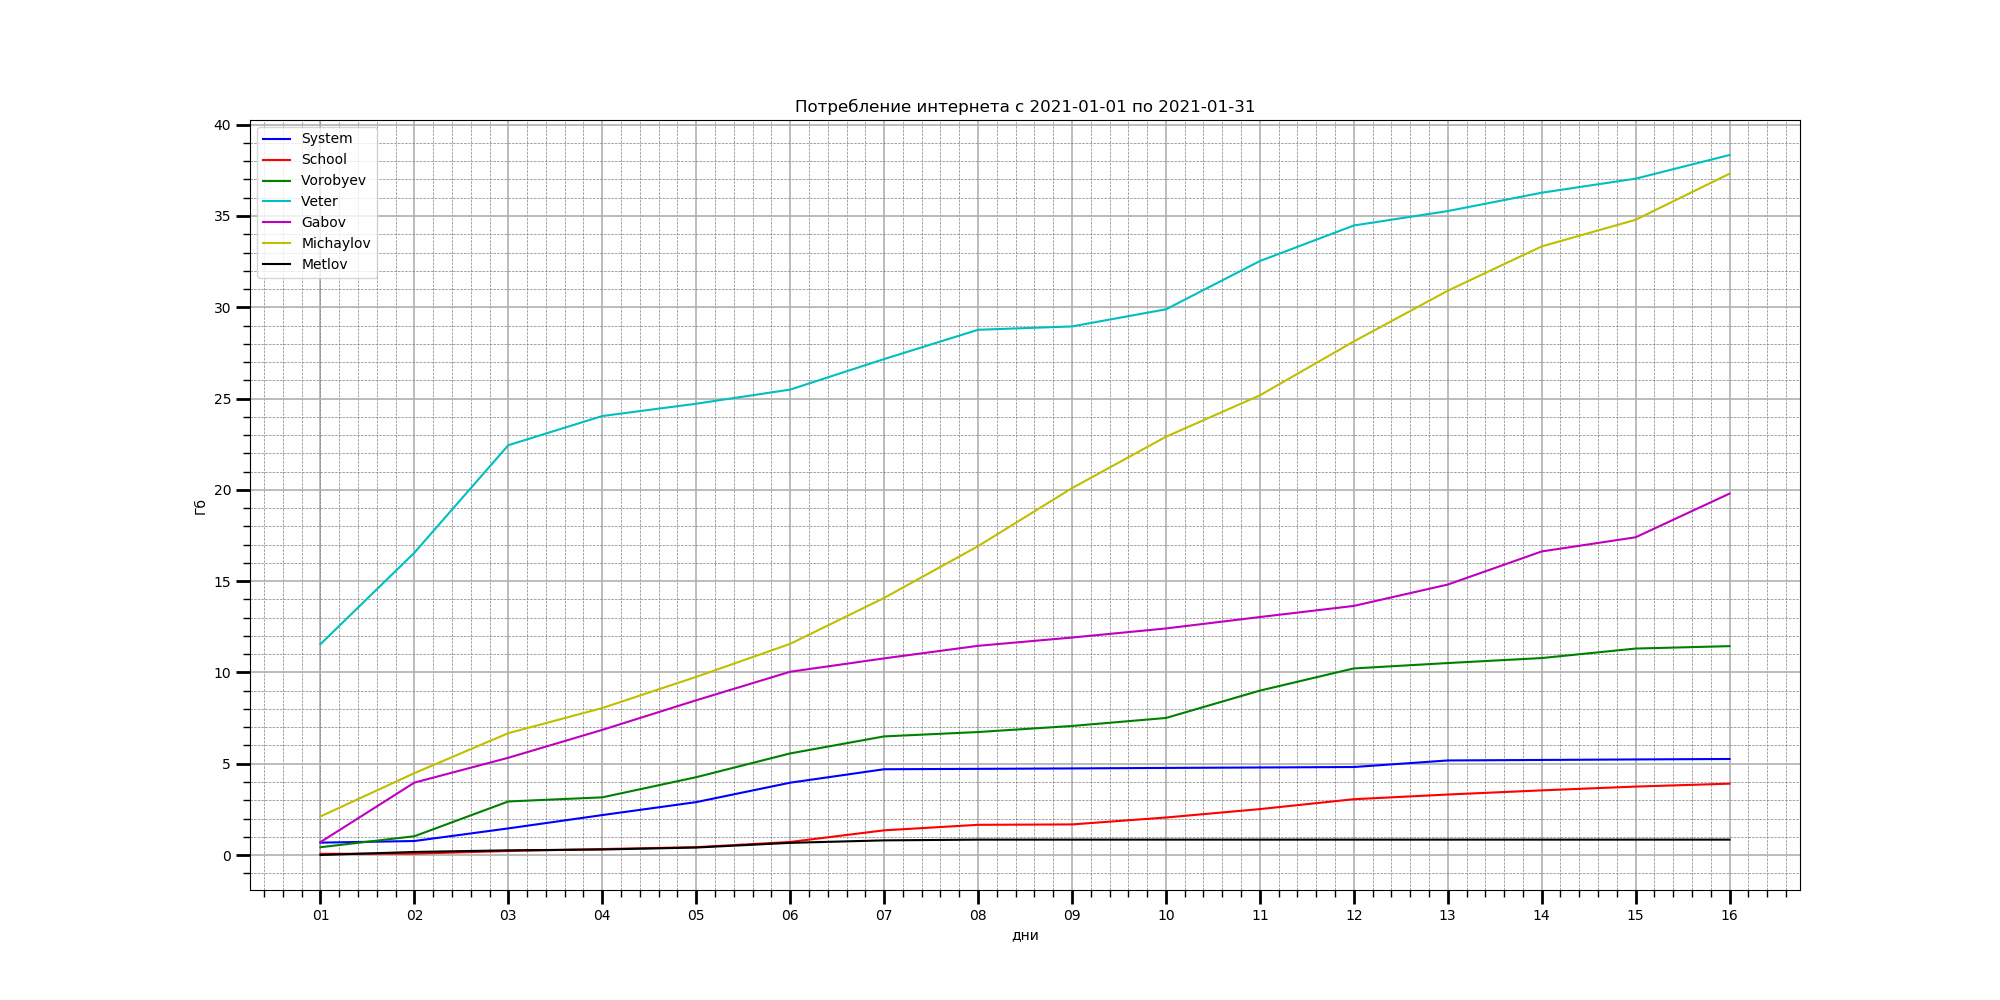 Потребление интернета с 2021-01-01 по 2021-01-31
System
School
Vorobyev
Veter
Gabov
Michaylov
Metlov
40
35
30
25
20
15
10
5
0
Гб
01 02 03 04 05 06 07 08 09 10 11 12 13 14 15 16
дни